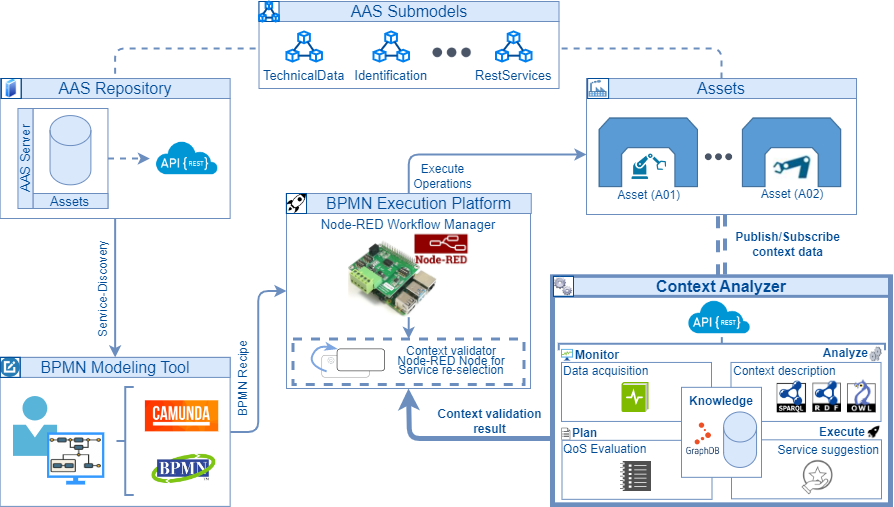 AAS Submodels
TechnicalData
Identification
RestServices
AAS Repository
AAS Server
Assets
API {REST}
Assets
Asset (A01)
Asset (A02)
Execute
Operations
BPMN Execution Platform
Node-RED Workflow Manager
Node-RED
Context validator
Node-RED Node for
Service re-selection
Publish/Subscribe
context data
Service-Discovery
BPMN Modeling Tool
CAMUNDA
BPMN
TM
BPMN Recipe
Context validation
result
Context Analyzer
API {REST}
Monitor
Data acquisition
Analyze
Context description
SPARQL
RDF
OWL
Knowledge
GraphDB
Plan
QoS Evaluation
Execute
Service suggestion